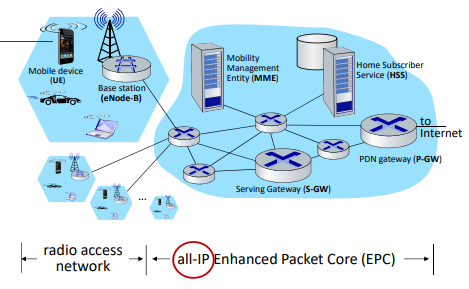 Mobile device
(UE)
Base station
(eNode-B)
Mobility
Management
Entity (MME)
Home Subscriber
Service (HSS)
to
Internet
PDN gateway (P-GW)
Serving Gateway (S-GW)
...
radio access
network
all-IP Enhanced Packet Core (EPC)